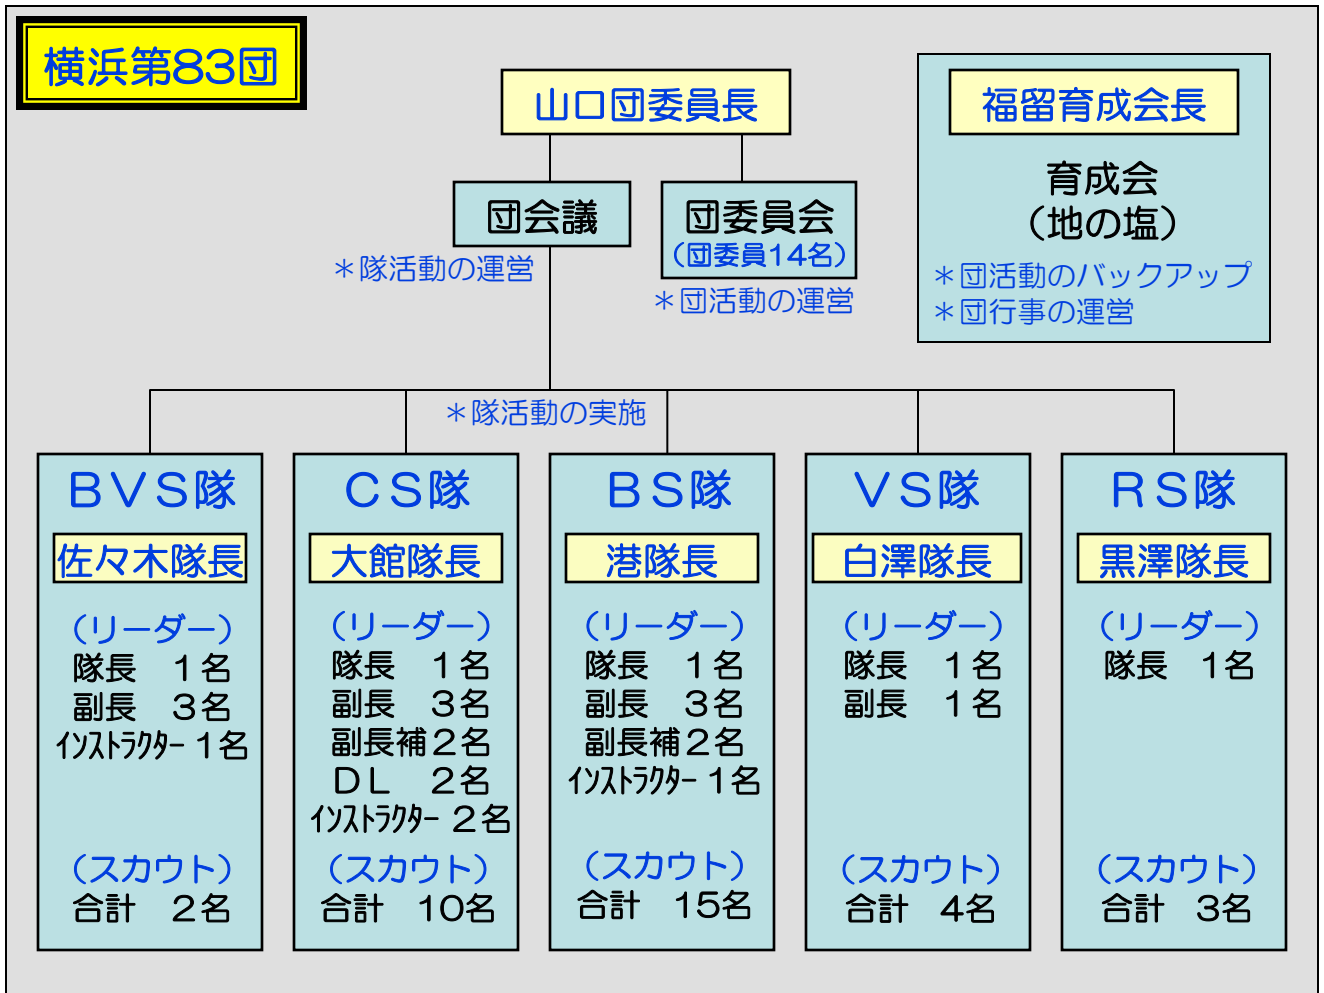 横浜第83団
山口団委員長
団会議
＊隊活動の運営
団委員会
（団委員14名）
＊団活動の運営
福留育成会長
育成会
（地の塩）
＊団活動のバックアップ
＊団行事の運営
＊隊活動の実施
ＢＶＳ隊
佐々木隊長
（リーダー）
隊長　１名
副長　３名
ｲﾝｽﾄﾗｸﾀｰ １名
（スカウト）
合計　２名
ＣＳ隊
大館隊長
（リーダー）
隊長　１名
副長　３名
副長補２名
ＤＬ　２名
ｲﾝｽﾄﾗｸﾀｰ ２名
（スカウト）
合計　10名
ＢＳ隊
港隊長
（リーダー）
隊長　１名
副長　３名
副長補２名
ｲﾝｽﾄﾗｸﾀｰ １名
（スカウト）
合計　15名
ＶＳ隊
白澤隊長
（リーダー）
隊長　１名
副長　１名
（スカウト）
合計　４名
ＲＳ隊
黒澤隊長
（リーダー）
隊長　１名
（スカウト）
合計　３名